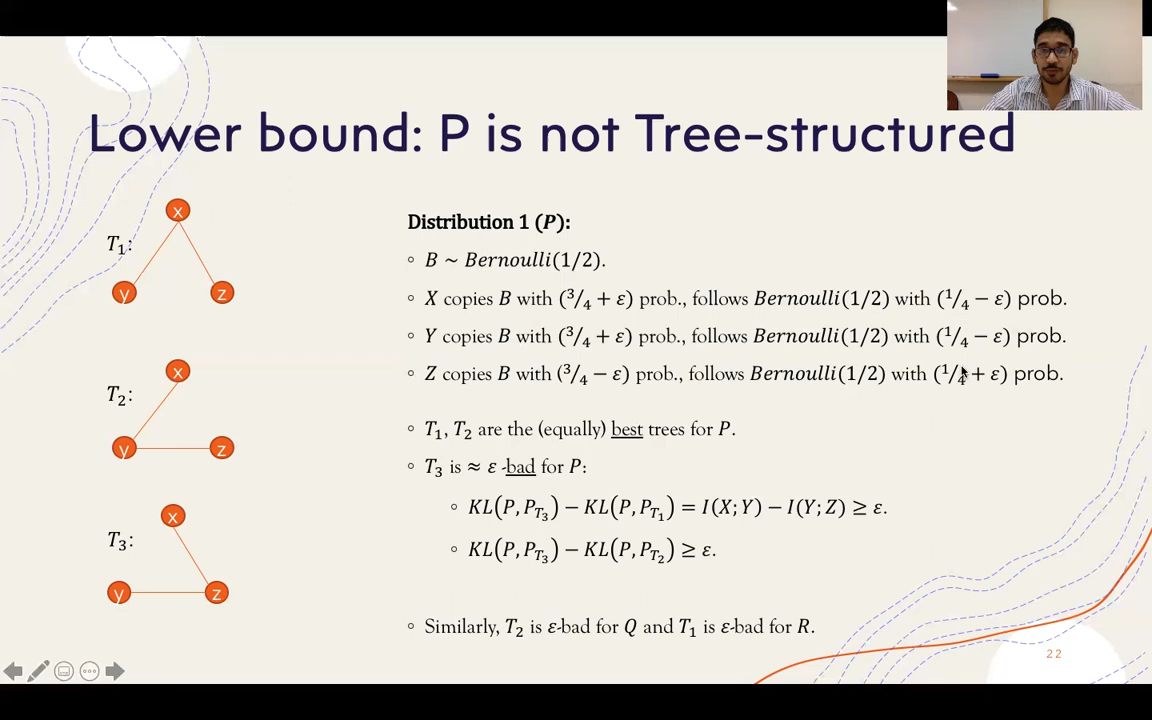 Lower bound: P is not Tree-structured
T₁:
x
y
z
T₂:
x
y
z
T₃:
x
y
z
Distribution 1 (P):
◦ B ~ Bernoulli(1/2).
◦ X copies B with (3/4 + ε) prob., follows Bernoulli(1/2) with (1/4 − ε) prob.
◦ Y copies B with (3/4 + ε) prob., follows Bernoulli(1/2) with (1/4 − ε) prob.
◦ Z copies B with (3/4 − ε) prob., follows Bernoulli(1/2) with (1/4 + ε) prob.
◦ T₁, T₂ are the (equally) best trees for P.
◦ T₃ is ≈ ε -bad for P:
◦ KL(P, P_T₃) − KL(P, P_T₁) = I(X; Y) − I(Y; Z) ≥ ε.
◦ KL(P, P_T₃) − KL(P, P_T₂) ≥ ε.
◦ Similarly, T₂ is ε-bad for Q and T₁ is ε-bad for R.
22